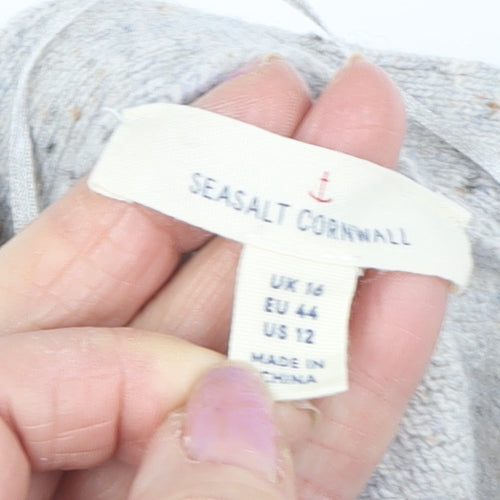 SEASALT CORNWALL
UK 16
EU 44
US 12
MADE IN
CHINA